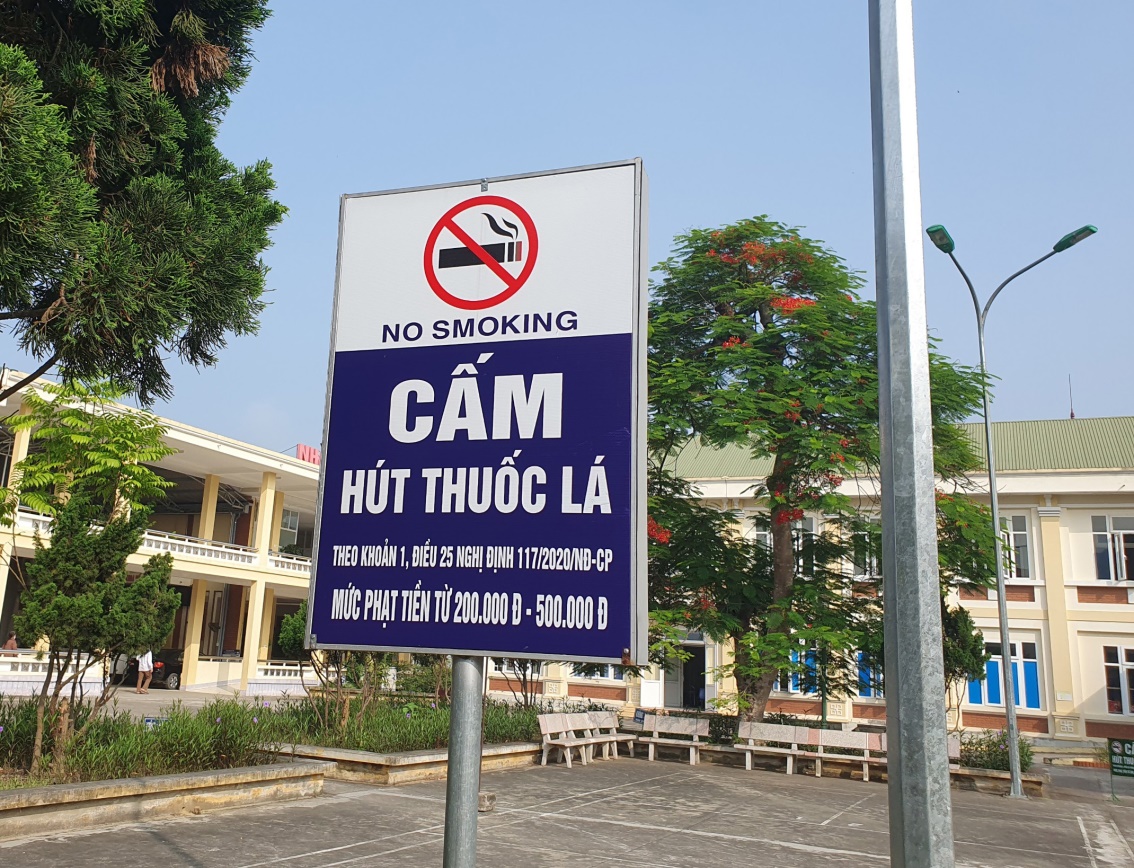 NO SMOKING
CẤM
HÚT THUỐC LÁ
THEO KHOẢN 1, ĐIỀU 25 NGHỊ ĐỊNH 117/2020/NĐ-CP
MỨC PHẠT TIỀN TỪ 200.000 Đ - 500.000 Đ
NH